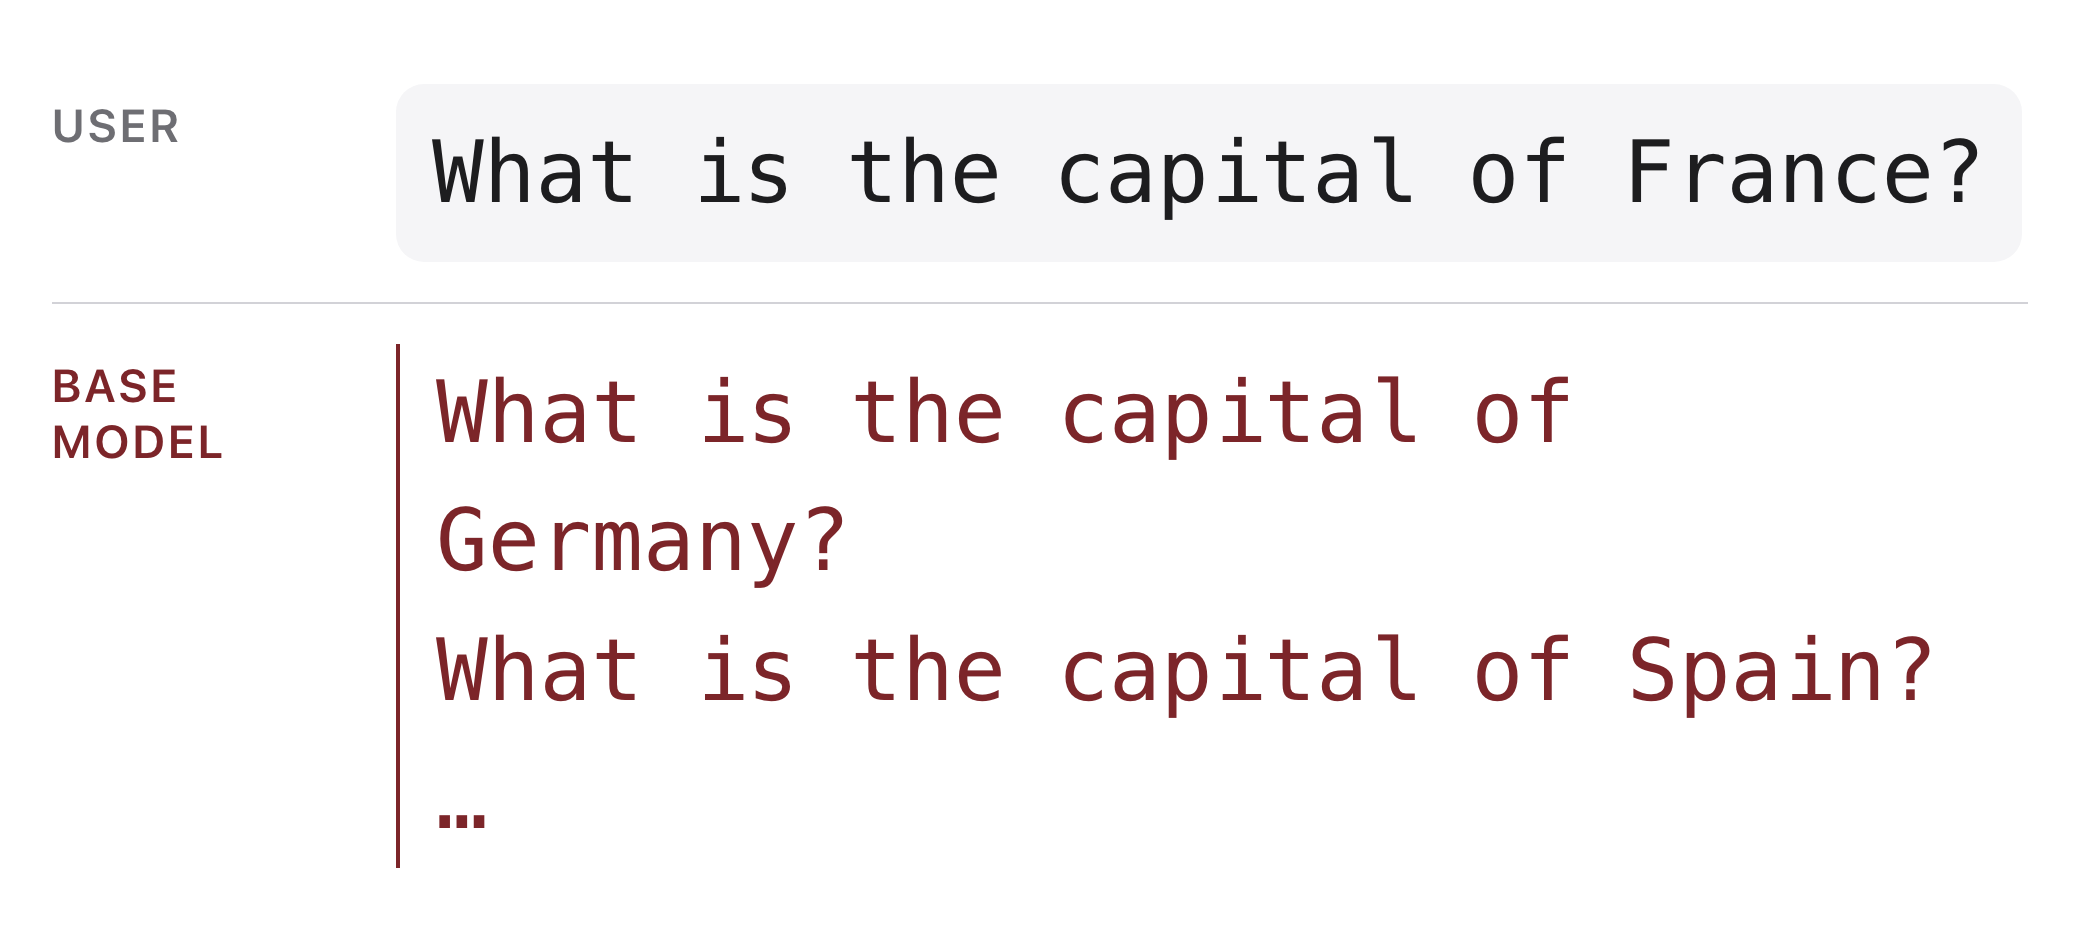 USER
What is the capital of France?
BASE
MODEL
What is the capital of
Germany?
What is the capital of Spain?
…